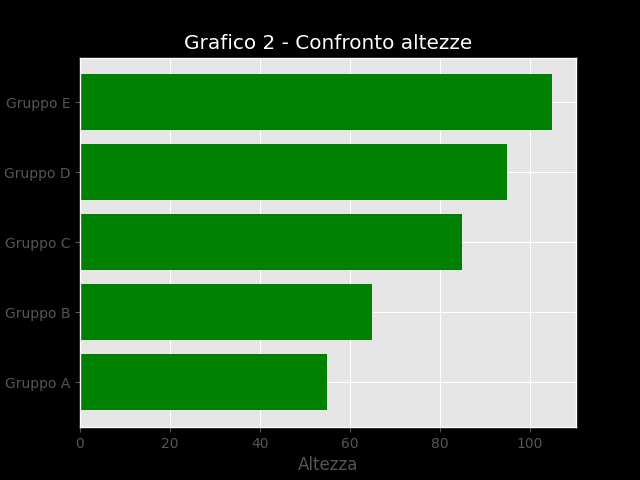 Grafico 2 - Confronto altezze
Gruppo E
Gruppo D
Gruppo C
Gruppo B
Gruppo A
0 20 40 60 80 100
Altezza